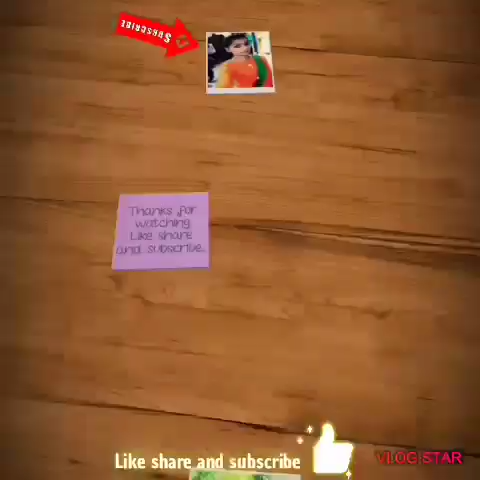 SUBSCRIBE
Thanks for
watching
Like share
and subscribe.
Like share and subscribe
VLOG STAR